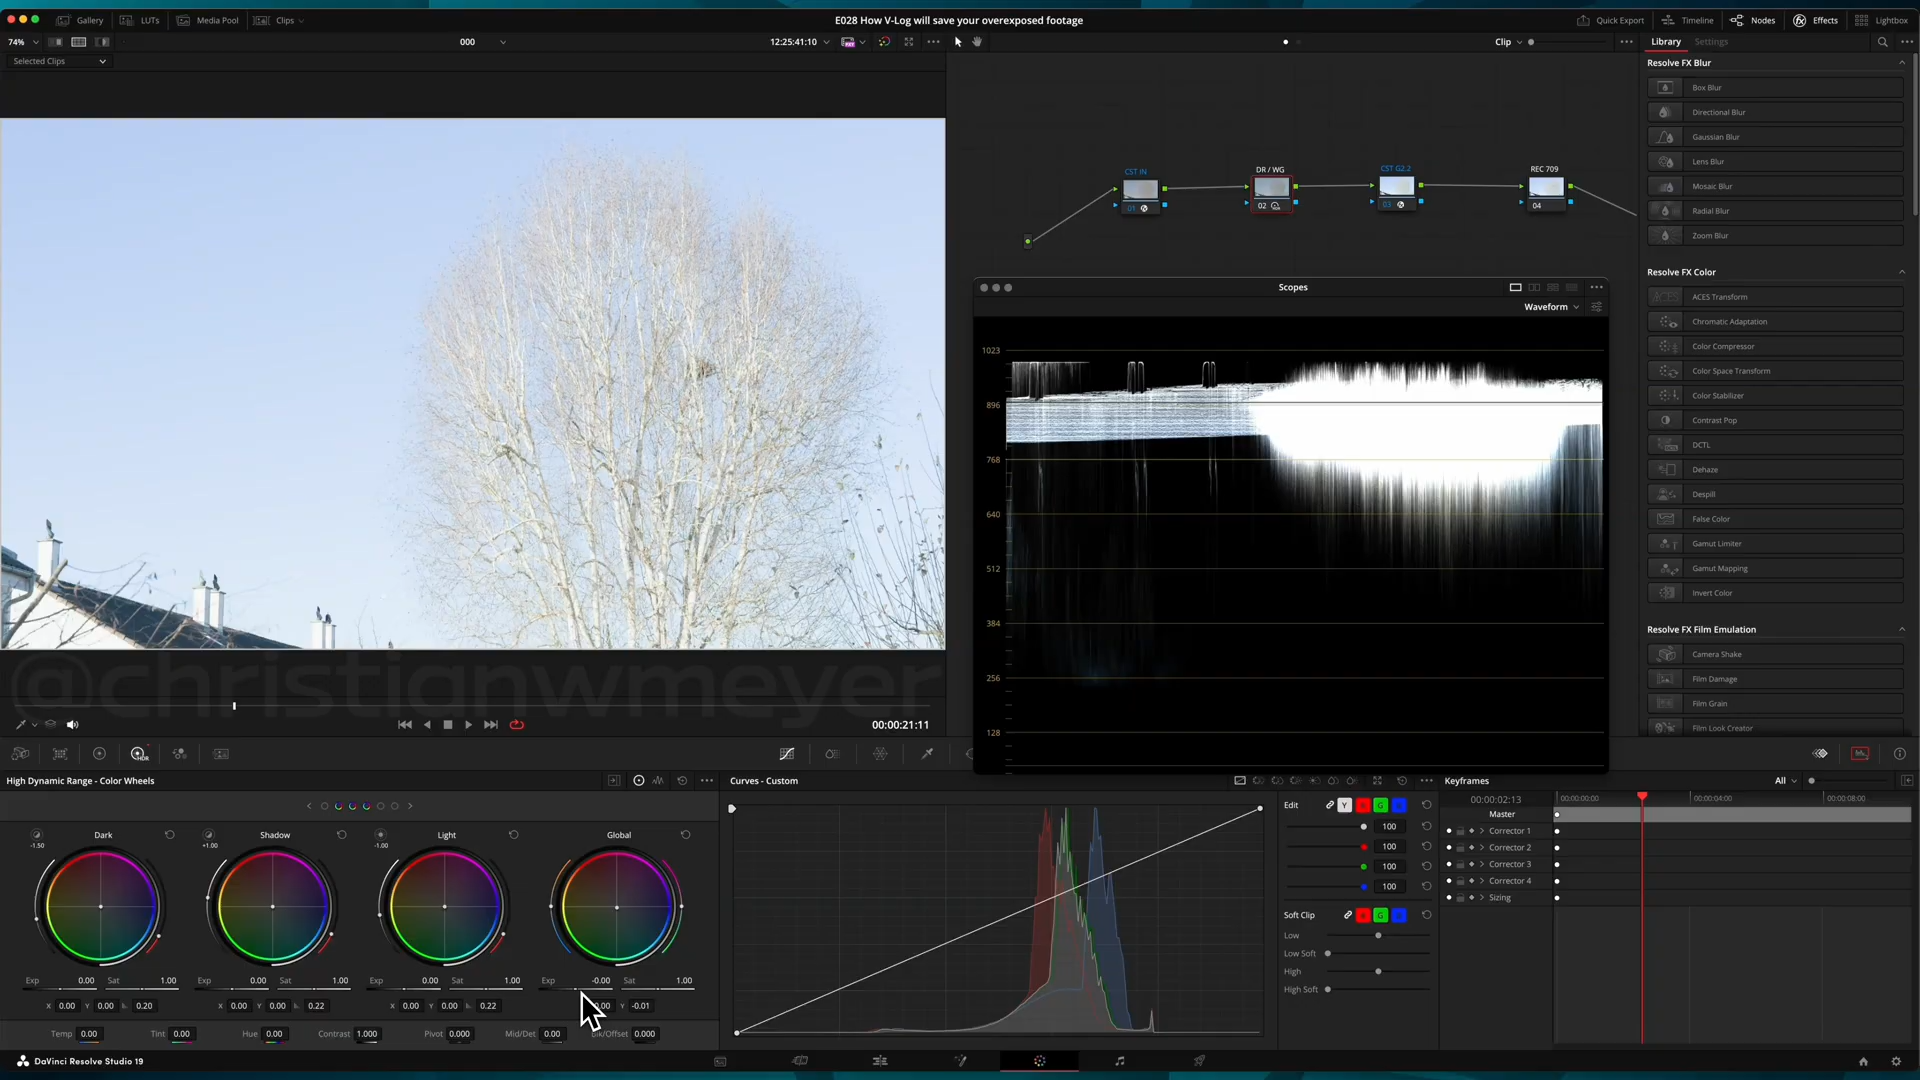 Gallery LUTs Media Pool Clips E028 How V-Log will save your overexposed footage Quick Export Timeline Nodes Effects Lightbox
74% 000 12:25:41:10 Clip Library Settings
Selected Clips
Resolve FX Blur
Box Blur
Directional Blur
Gaussian Blur
Lens Blur
Mosaic Blur
Radial Blur
Zoom Blur
Resolve FX Color
ACES Transform
Chromatic Adaptation
Color Compressor
Color Space Transform
Color Stabilizer
Contrast Pop
DCTL
Dehaze
Despill
False Color
Gamut Limiter
Gamut Mapping
Invert Color
Resolve FX Film Emulation
Camera Shake
Film Damage
Film Grain
Film Look Creator
CST IN
01
DR / WG
02
CST G2.2
03
REC 709
04
Scopes
Waveform
1023
896
768
640
512
384
256
128
@christianwmeyer
00:00:21:11
HDR
High Dynamic Range - Color Wheels
Dark Shadow Light Global
-1.50 +1.00 -1.00
Exp 0.00 Sat 1.00 Exp 0.00 Sat 1.00 Exp 0.00 Sat 1.00 Exp -0.00 Sat 1.00
X 0.00 Y 0.00 0.20 X 0.00 Y 0.00 0.22 X 0.00 Y 0.00 0.22 Y -0.01
Temp 0.00 Tint 0.00 Hue 0.00 Contrast 1.000 Pivot 0.000 Mid/Det 0.00 Blk/Offset 0.000
Curves - Custom
Edit Y
100
100
100
100
Soft Clip
Low
Low Soft
High
High Soft
Keyframes All
00:00:02:13 00:00:00:00 00:00:04:00 00:00:08:00
Master
Corrector 1
Corrector 2
Corrector 3
Corrector 4
Sizing
DaVinci Resolve Studio 19